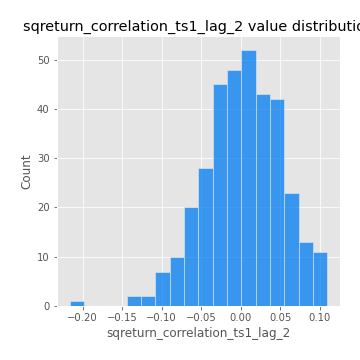 sqreturn_correlation_ts1_lag_2 value distributio
50
40
30
20
10
0
Count
−0.20 −0.15 −0.10 −0.05 0.00 0.05 0.10
sqreturn_correlation_ts1_lag_2